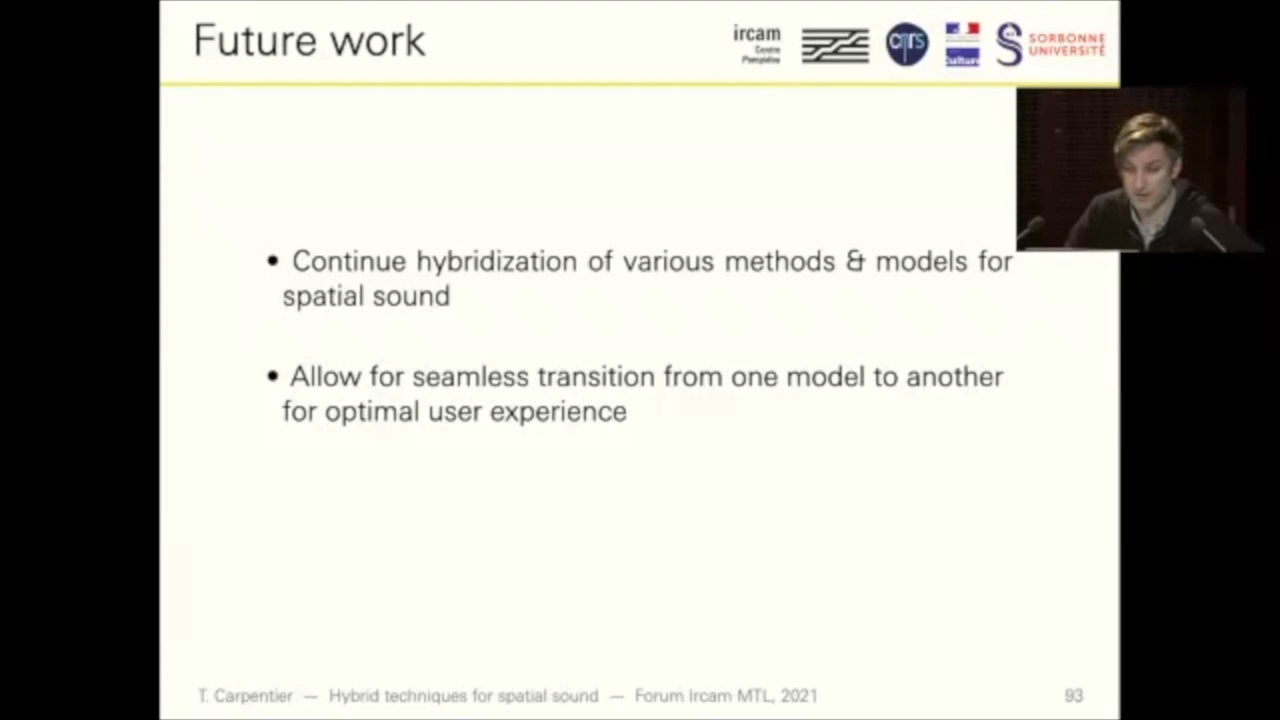 Future work
ircam
Centre
Pompidou
cnrs
Culture
SORBONNE
UNIVERSITÉ
• Continue hybridization of various methods & models for
spatial sound
• Allow for seamless transition from one model to another
for optimal user experience
T. Carpentier — Hybrid techniques for spatial sound — Forum Ircam MTL, 2021
93